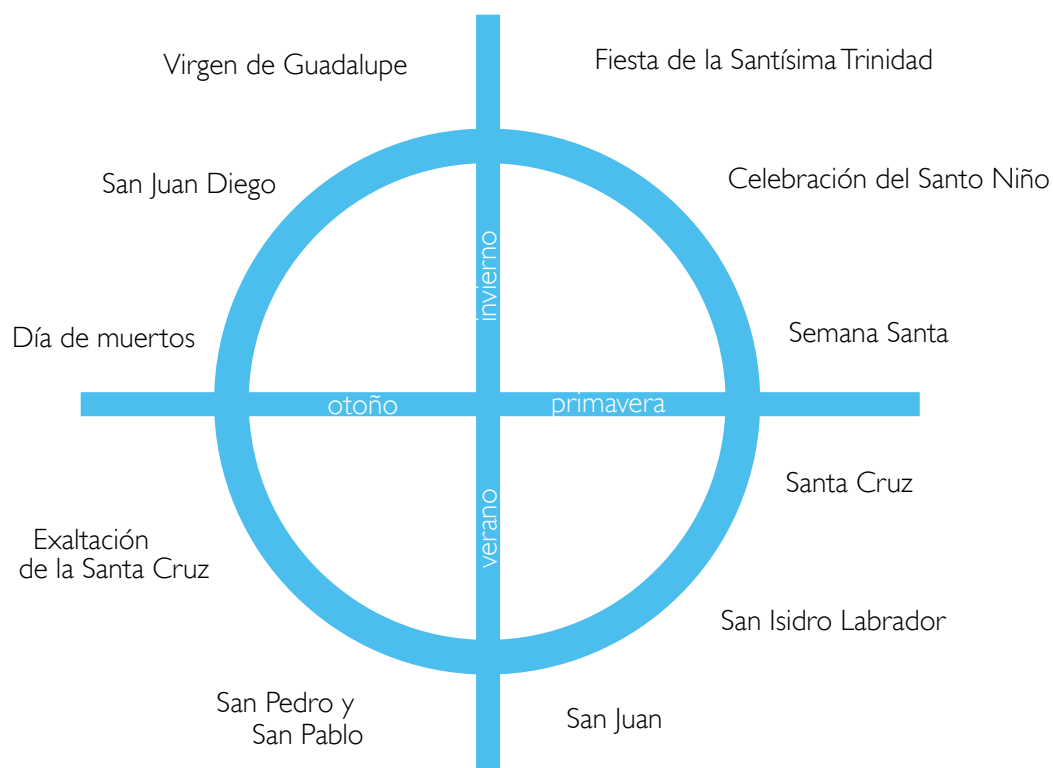 Virgen de Guadalupe
Fiesta de la Santísima Trinidad
San Juan Diego
Celebración del Santo Niño
invierno
Día de muertos
Semana Santa
otoño
primavera
Santa Cruz
verano
Exaltación
de la Santa Cruz
San Isidro Labrador
San Pedro y
San Pablo
San Juan